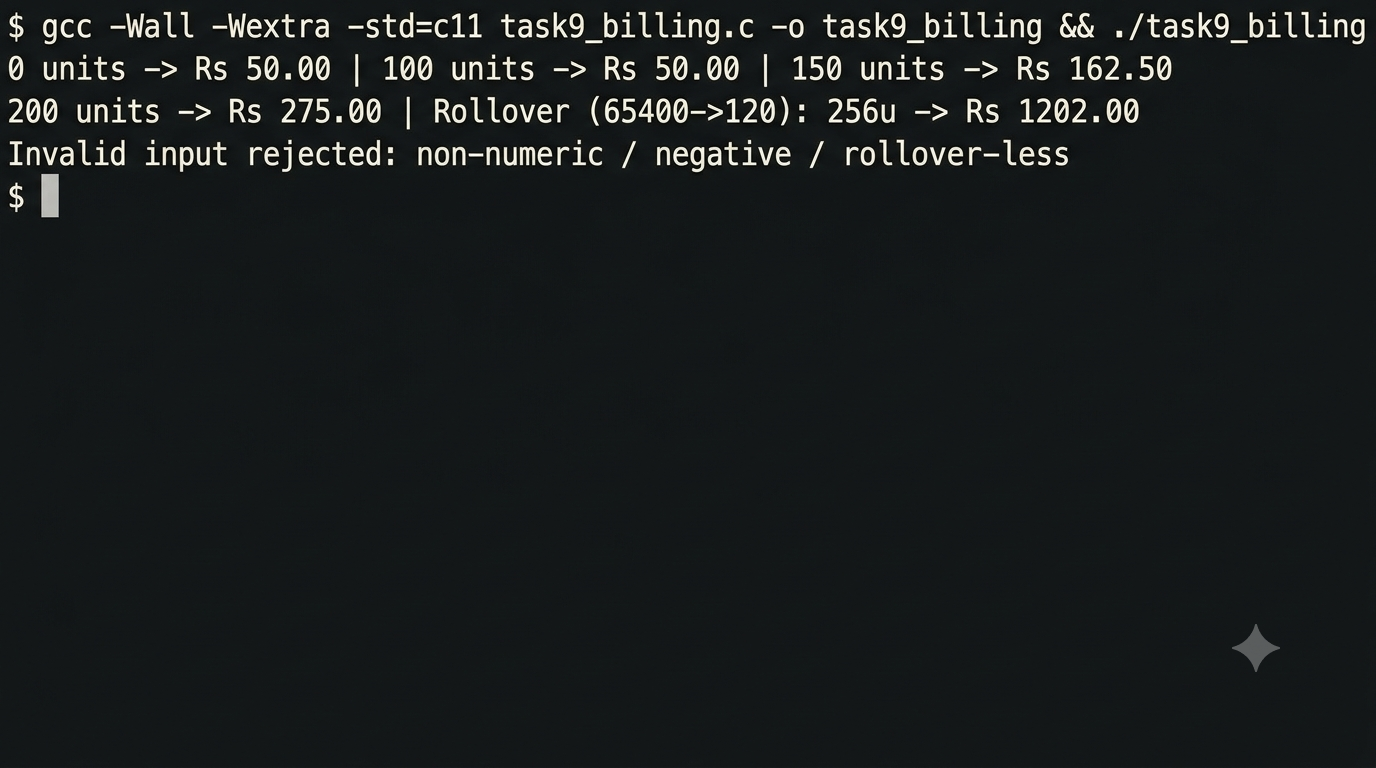 $ gcc -Wall -Wextra -std=c11 task9_billing.c -o task9_billing && ./task9_billing
0 units -> Rs 50.00 | 100 units -> Rs 50.00 | 150 units -> Rs 162.50
200 units -> Rs 275.00 | Rollover (65400->120): 256u -> Rs 1202.00
Invalid input rejected: non-numeric / negative / rollover-less
$